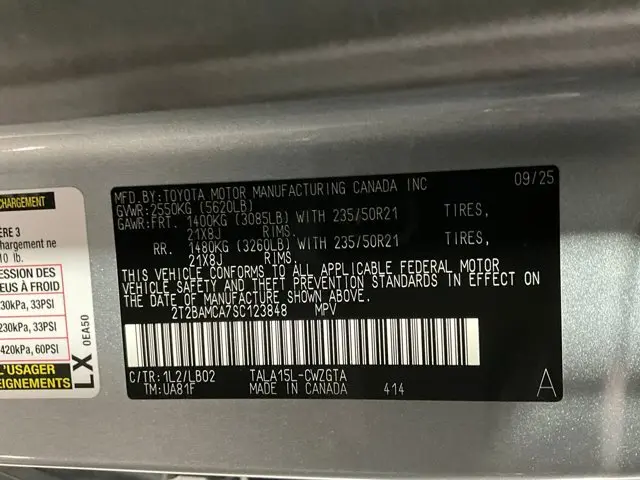 CHARGEMENT
ÈRE 3
hargement ne
10 lb.
ESSION DES
EUS À FROID
30kPa, 33PSI
230kPa, 33PSI
420kPa, 60PSI
L'USAGER
SEIGNEMENTS
LX 0EA50
MFD.BY:TOYOTA MOTOR MANUFACTURING CANADA INC 09/25
GVWR:2550KG (5620LB)
GAWR:FRT. 1400KG (3085LB) WITH 235/50R21 TIRES,
21X8J RIMS.
RR. 1480KG (3260LB) WITH 235/50R21 TIRES,
21X8J RIMS.
THIS VEHICLE CONFORMS TO ALL APPLICABLE FEDERAL MOTOR
VEHICLE SAFETY AND THEFT PREVENTION STANDARDS IN EFFECT ON
THE DATE OF MANUFACTURE SHOWN ABOVE.
2T2BAMCA7SC123848 MPV
C/TR:1L2/LB02 TALA15L-CWZGTA
TM:UA81F MADE IN CANADA 414 A